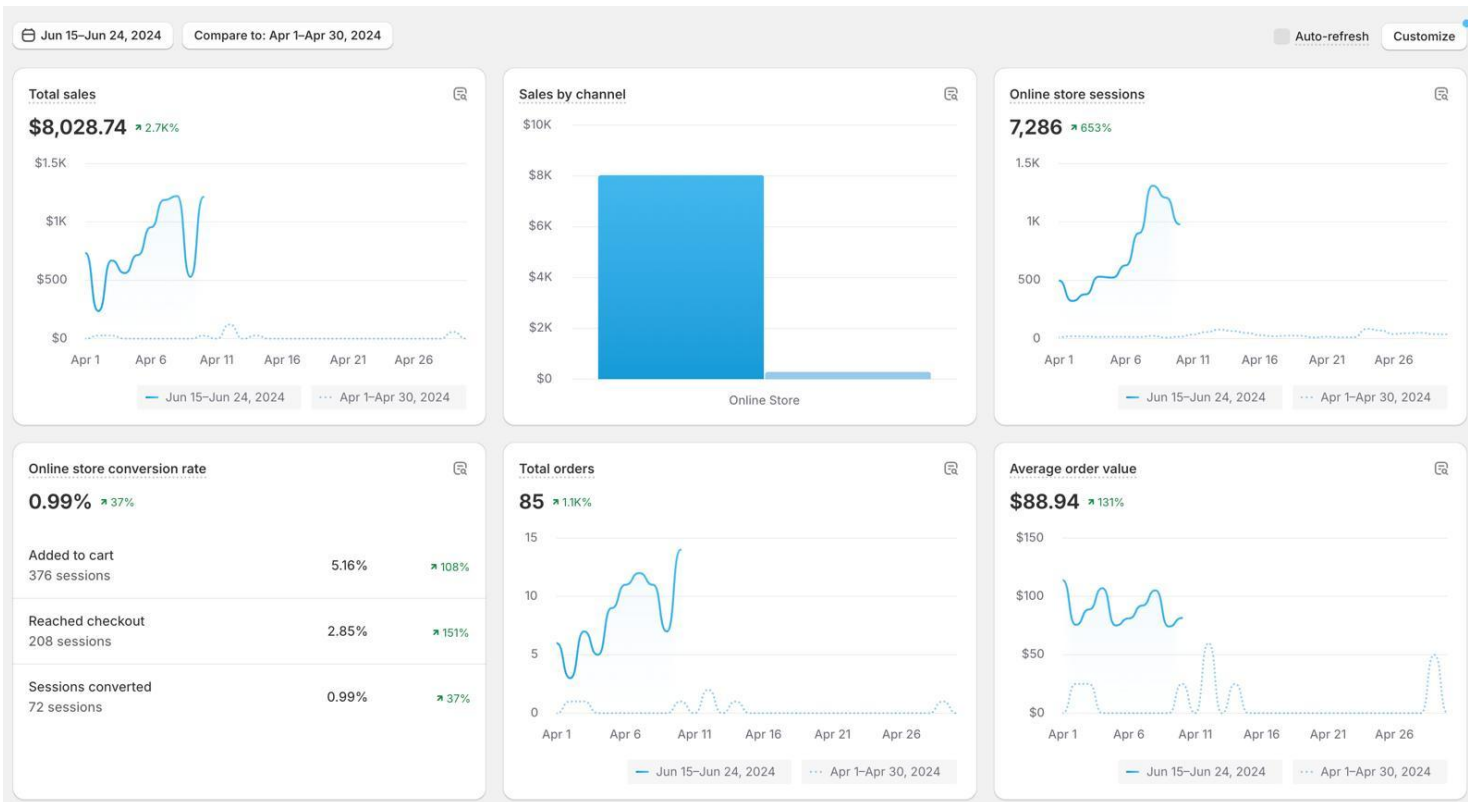 Jun 15–Jun 24, 2024
Compare to: Apr 1–Apr 30, 2024
Auto-refresh
Customize
Total sales
$8,028.74 ↗ 2.7K%
$1.5K
$1K
$500
$0
Apr 1 Apr 6 Apr 11 Apr 16 Apr 21 Apr 26
Jun 15–Jun 24, 2024 Apr 1–Apr 30, 2024
Sales by channel
$10K
$8K
$6K
$4K
$2K
$0
Online Store
Online store sessions
7,286 ↗ 653%
1.5K
1K
500
0
Apr 1 Apr 6 Apr 11 Apr 16 Apr 21 Apr 26
Jun 15–Jun 24, 2024 Apr 1–Apr 30, 2024
Online store conversion rate
0.99% ↗ 37%
Added to cart
376 sessions
5.16% ↗ 108%
Reached checkout
208 sessions
2.85% ↗ 151%
Sessions converted
72 sessions
0.99% ↗ 37%
Total orders
85 ↗ 1.1K%
15
10
5
0
Apr 1 Apr 6 Apr 11 Apr 16 Apr 21 Apr 26
Jun 15–Jun 24, 2024 Apr 1–Apr 30, 2024
Average order value
$88.94 ↗ 131%
$150
$100
$50
$0
Apr 1 Apr 6 Apr 11 Apr 16 Apr 21 Apr 26
Jun 15–Jun 24, 2024 Apr 1–Apr 30, 2024